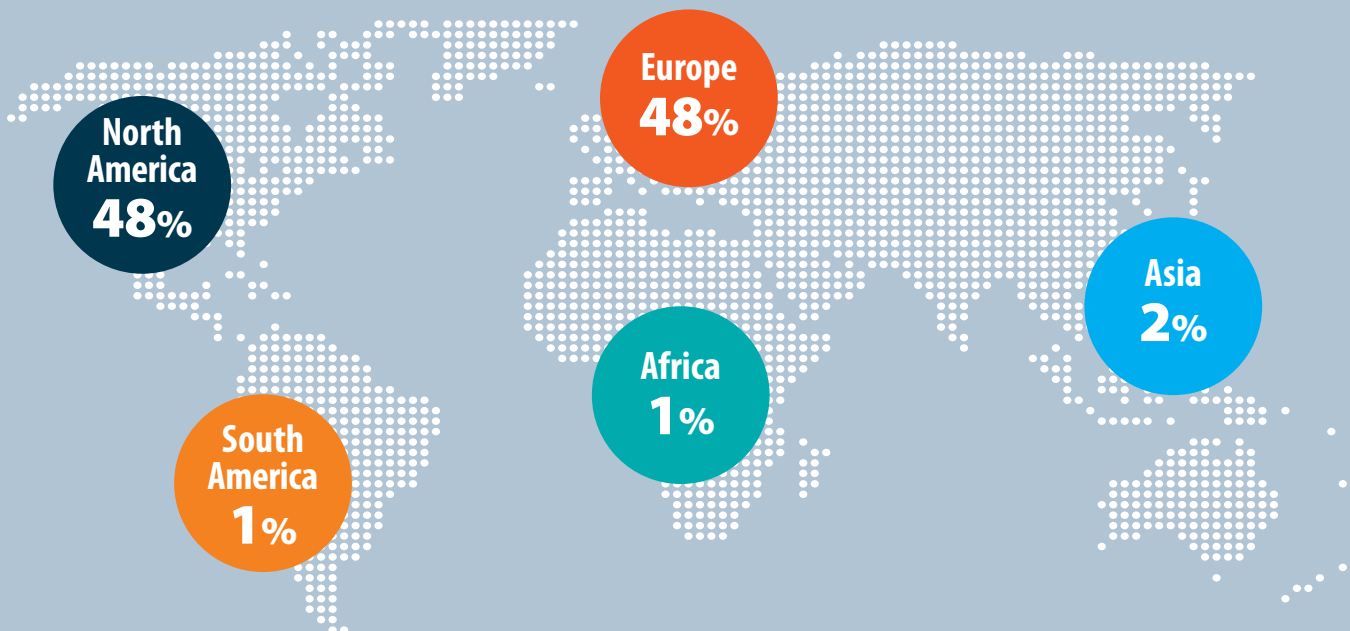 North
America
48%
Europe
48%
Asia
2%
Africa
1%
South
America
1%